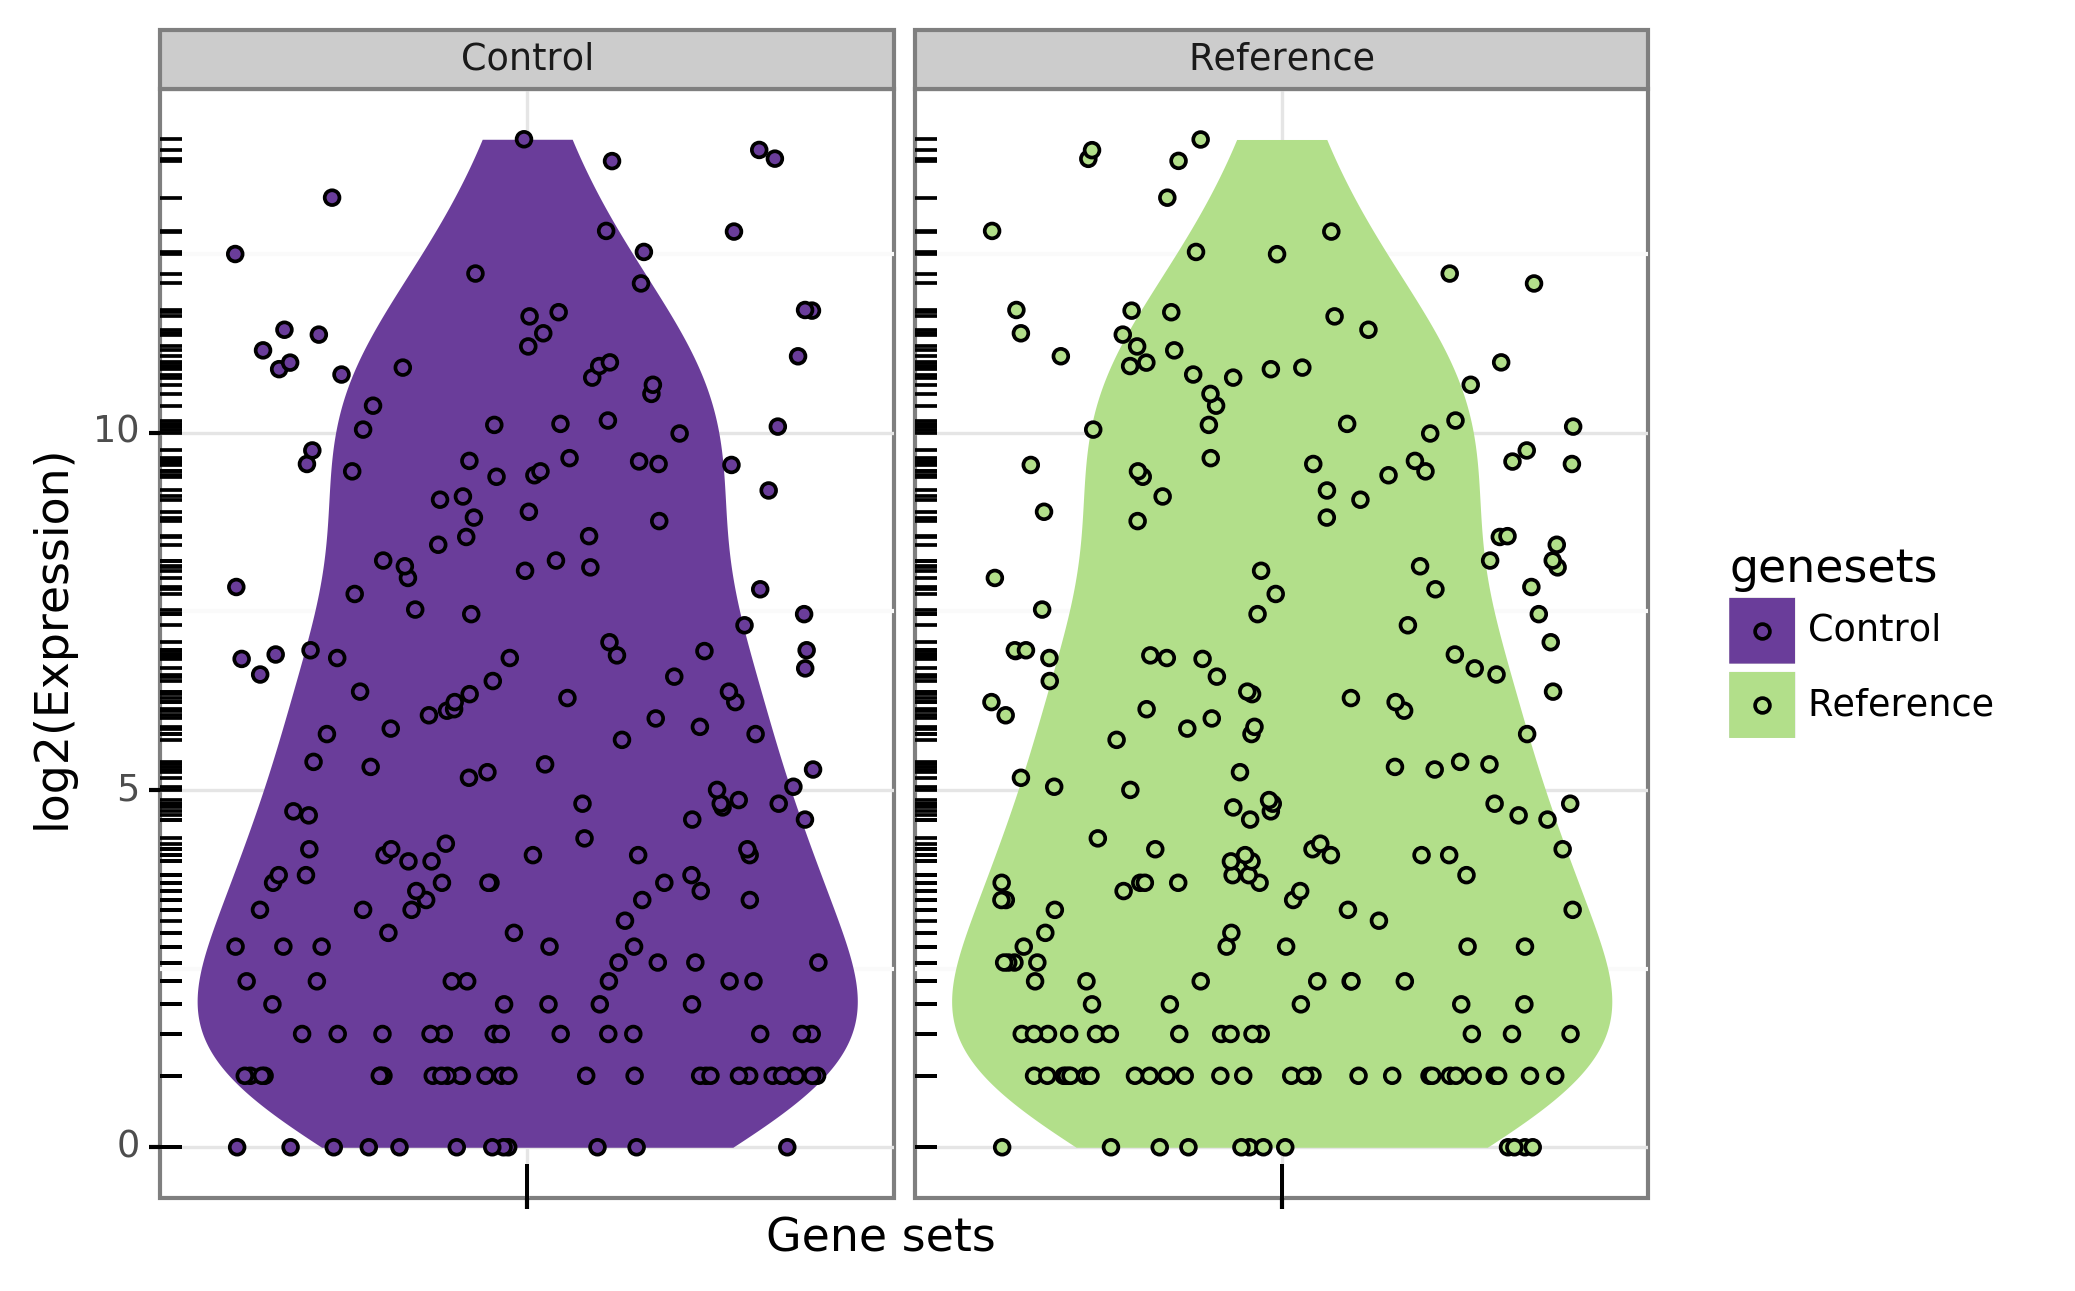 Control
Reference
log2(Expression)
10
5
0
Gene sets
genesets
Control
Reference